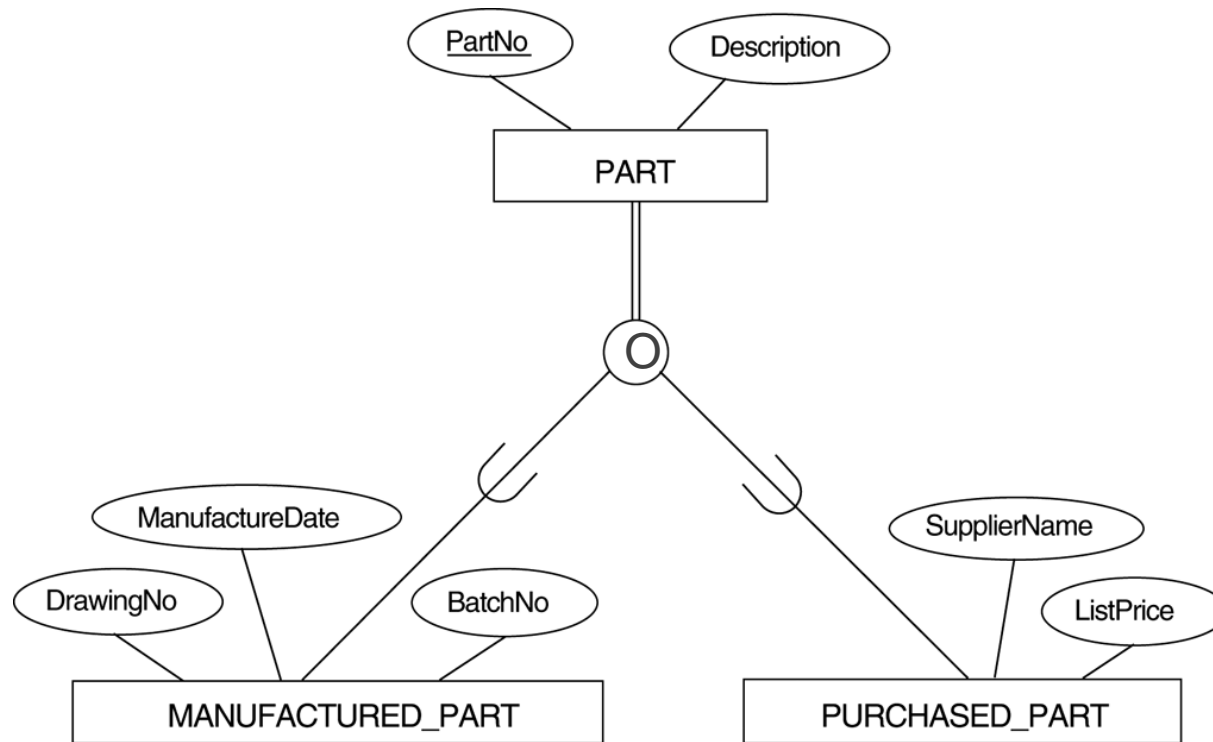 PartNo
Description
PART
O
ManufactureDate
SupplierName
DrawingNo
BatchNo
ListPrice
MANUFACTURED_PART
PURCHASED_PART